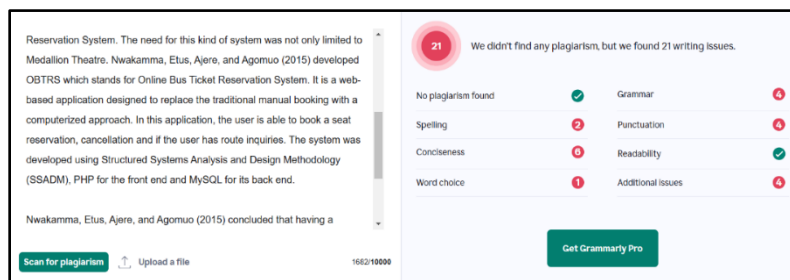 Reservation System. The need for this kind of system was not only limited to
Medallion Theatre. Nwakamma, Etus, Ajere, and Agomuo (2015) developed
OBTRS which stands for Online Bus Ticket Reservation System. It is a web-
based application designed to replace the traditional manual booking with a
computerized approach. In this application, the user is able to book a seat
reservation, cancellation and if the user has route inquiries. The system was
developed using Structured Systems Analysis and Design Methodology
(SSADM), PHP for the front end and MySQL for its back end.
Nwakamma, Etus, Ajere, and Agomuo (2015) concluded that having a
Scan for plagiarism
Upload a file
1682/10000
21
We didn't find any plagiarism, but we found 21 writing issues.
No plagiarism found
Grammar 4
Spelling 2
Punctuation 4
Conciseness 6
Readability
Word choice 1
Additional issues 4
Get Grammarly Pro